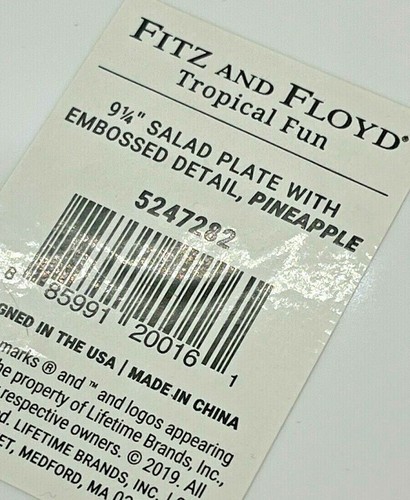 FITZ AND FLOYD®
Tropical Fun
9¼" SALAD PLATE WITH
EMBOSSED DETAIL, PINEAPPLE
5247282
8 85991 20016 1
GNED IN THE USA | MADE IN CHINA
marks ® and ™ and logos appearing
he property of Lifetime Brands, Inc.,
respective owners. © 2019. All
d. LIFETIME BRANDS, INC.
ET, MEDFORD, MA